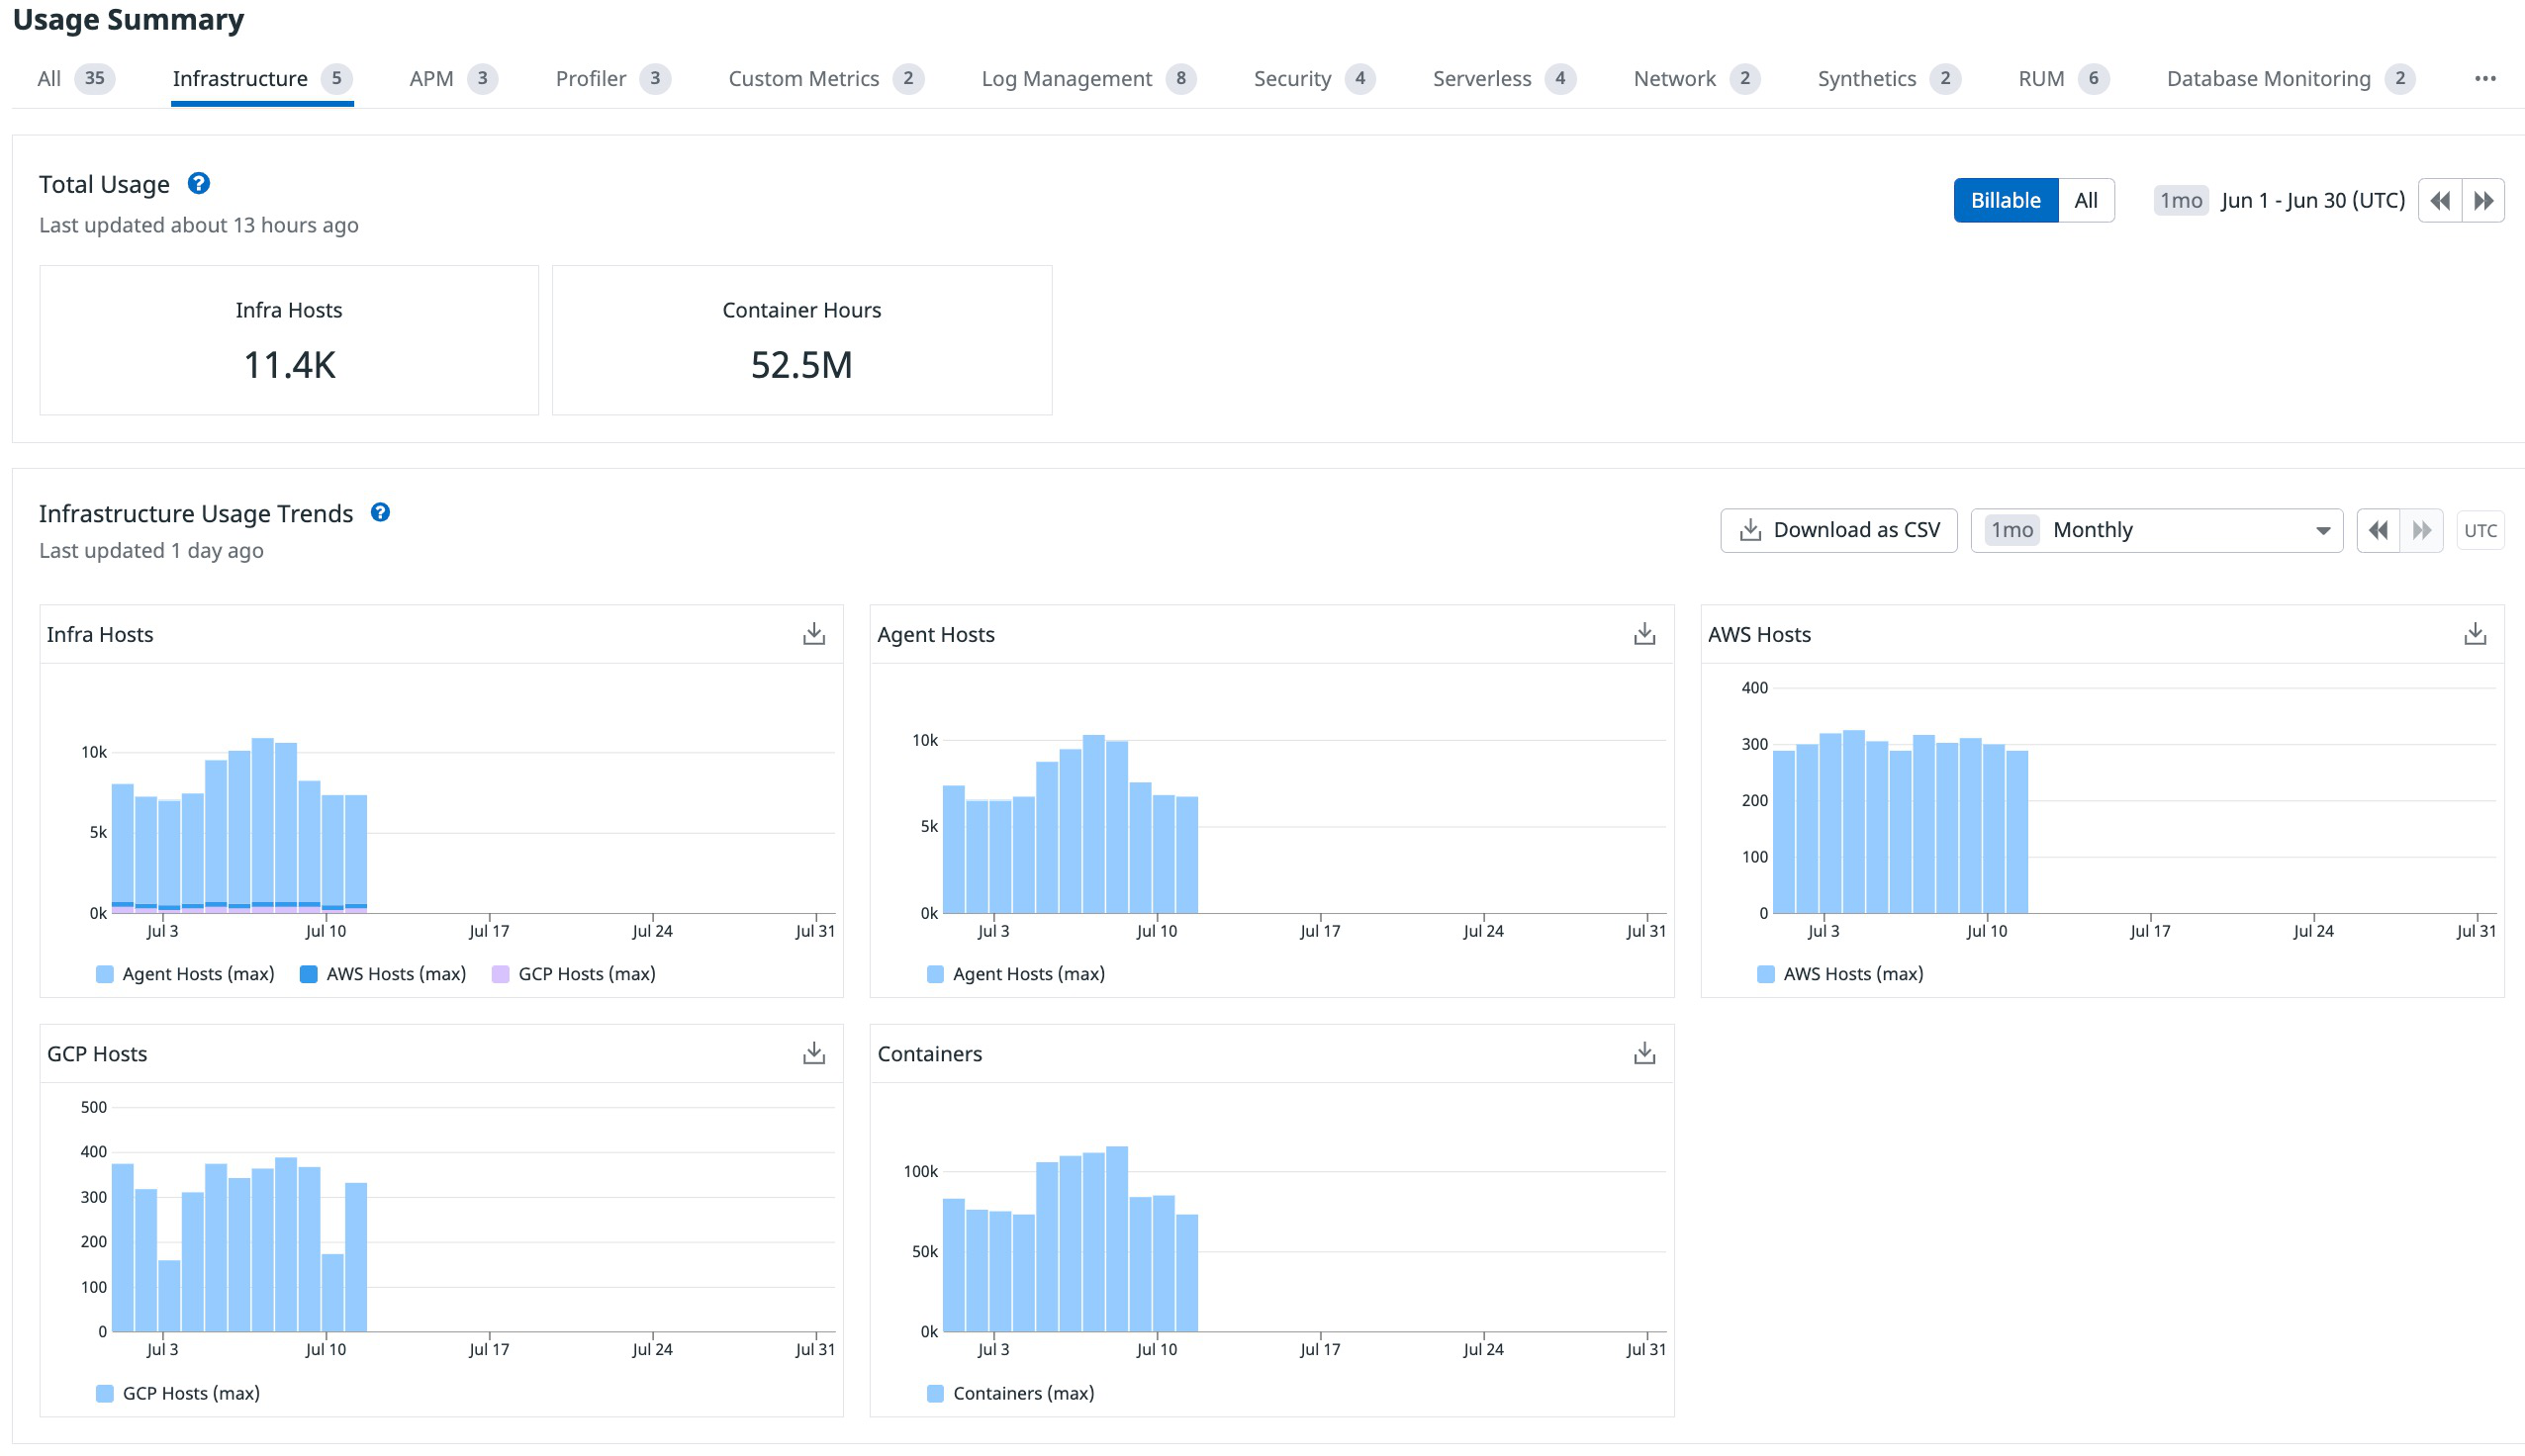 Usage Summary
All 35 Infrastructure 5 APM 3 Profiler 3 Custom Metrics 2 Log Management 8 Security 4 Serverless 4 Network 2 Synthetics 2 RUM 6 Database Monitoring 2 ...
Total Usage ?
Last updated about 13 hours ago
Billable All 1mo Jun 1 - Jun 30 (UTC)
Infra Hosts
11.4K
Container Hours
52.5M
Infrastructure Usage Trends ?
Last updated 1 day ago
Download as CSV 1mo Monthly UTC
Infra Hosts
10k
5k
0k
Jul 3 Jul 10 Jul 17 Jul 24 Jul 31
Agent Hosts (max) AWS Hosts (max) GCP Hosts (max)
Agent Hosts
10k
5k
0k
Jul 3 Jul 10 Jul 17 Jul 24 Jul 31
Agent Hosts (max)
AWS Hosts
400
300
200
100
0
Jul 3 Jul 10 Jul 17 Jul 24 Jul 31
AWS Hosts (max)
GCP Hosts
500
400
300
200
100
0
Jul 3 Jul 10 Jul 17 Jul 24 Jul 31
GCP Hosts (max)
Containers
100k
50k
0k
Jul 3 Jul 10 Jul 17 Jul 24 Jul 31
Containers (max)